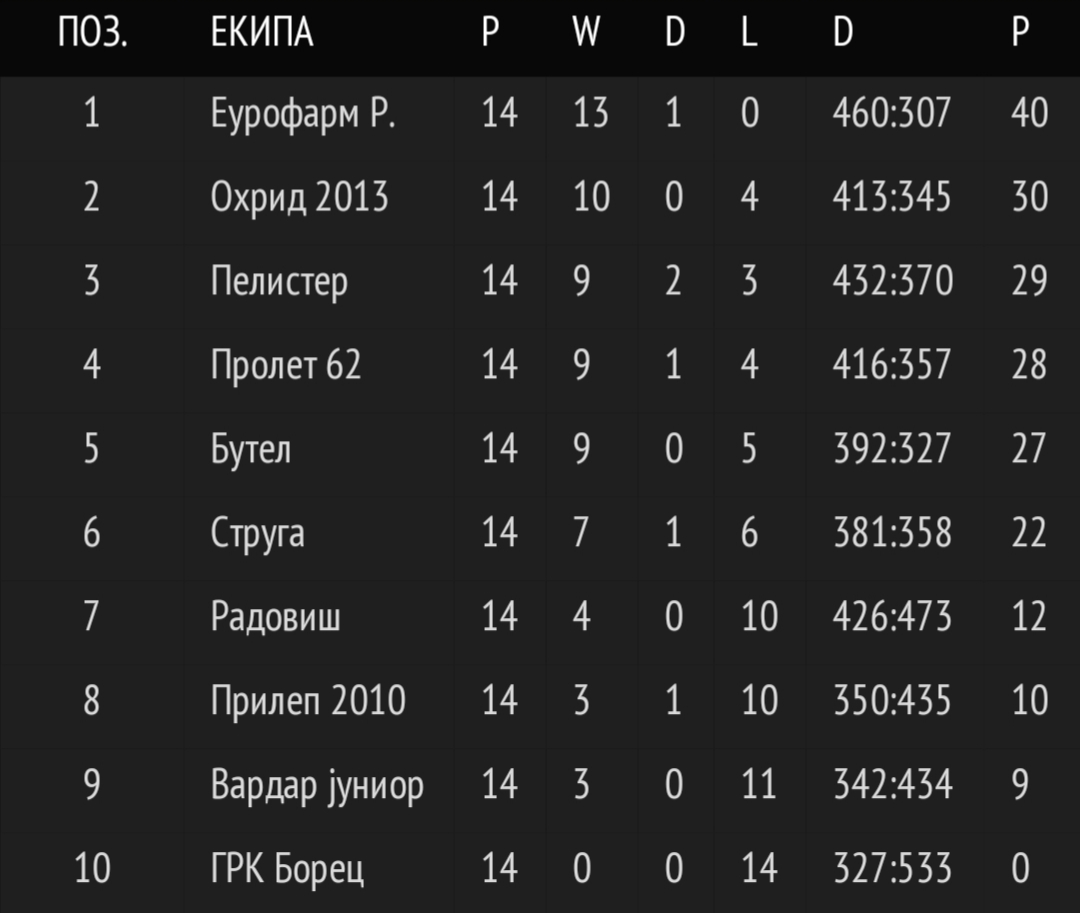 ПОЗ. ЕКИПА P W D L D P
1 Еурофарм Р. 14 13 1 0 460:307 40
2 Охрид 2013 14 10 0 4 413:345 30
3 Пелистер 14 9 2 3 432:370 29
4 Пролет 62 14 9 1 4 416:357 28
5 Бутел 14 9 0 5 392:327 27
6 Струга 14 7 1 6 381:358 22
7 Радовиш 14 4 0 10 426:473 12
8 Прилеп 2010 14 3 1 10 350:435 10
9 Вардар јуниор 14 3 0 11 342:434 9
10 ГРК Борец 14 0 0 14 327:533 0